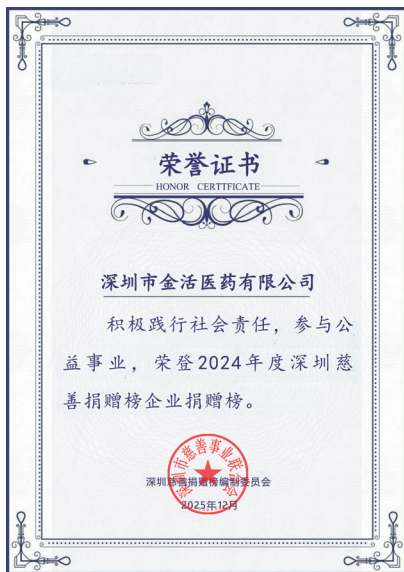 荣誉证书
HONOR CERTTFICATE
深圳市金活医药有限公司
积极践行社会责任，参与公
益事业，荣登2024年度深圳慈
善捐赠榜企业捐赠榜。
深圳市慈善事业联合会
深圳慈善捐赠榜编制委员会
2025年12月